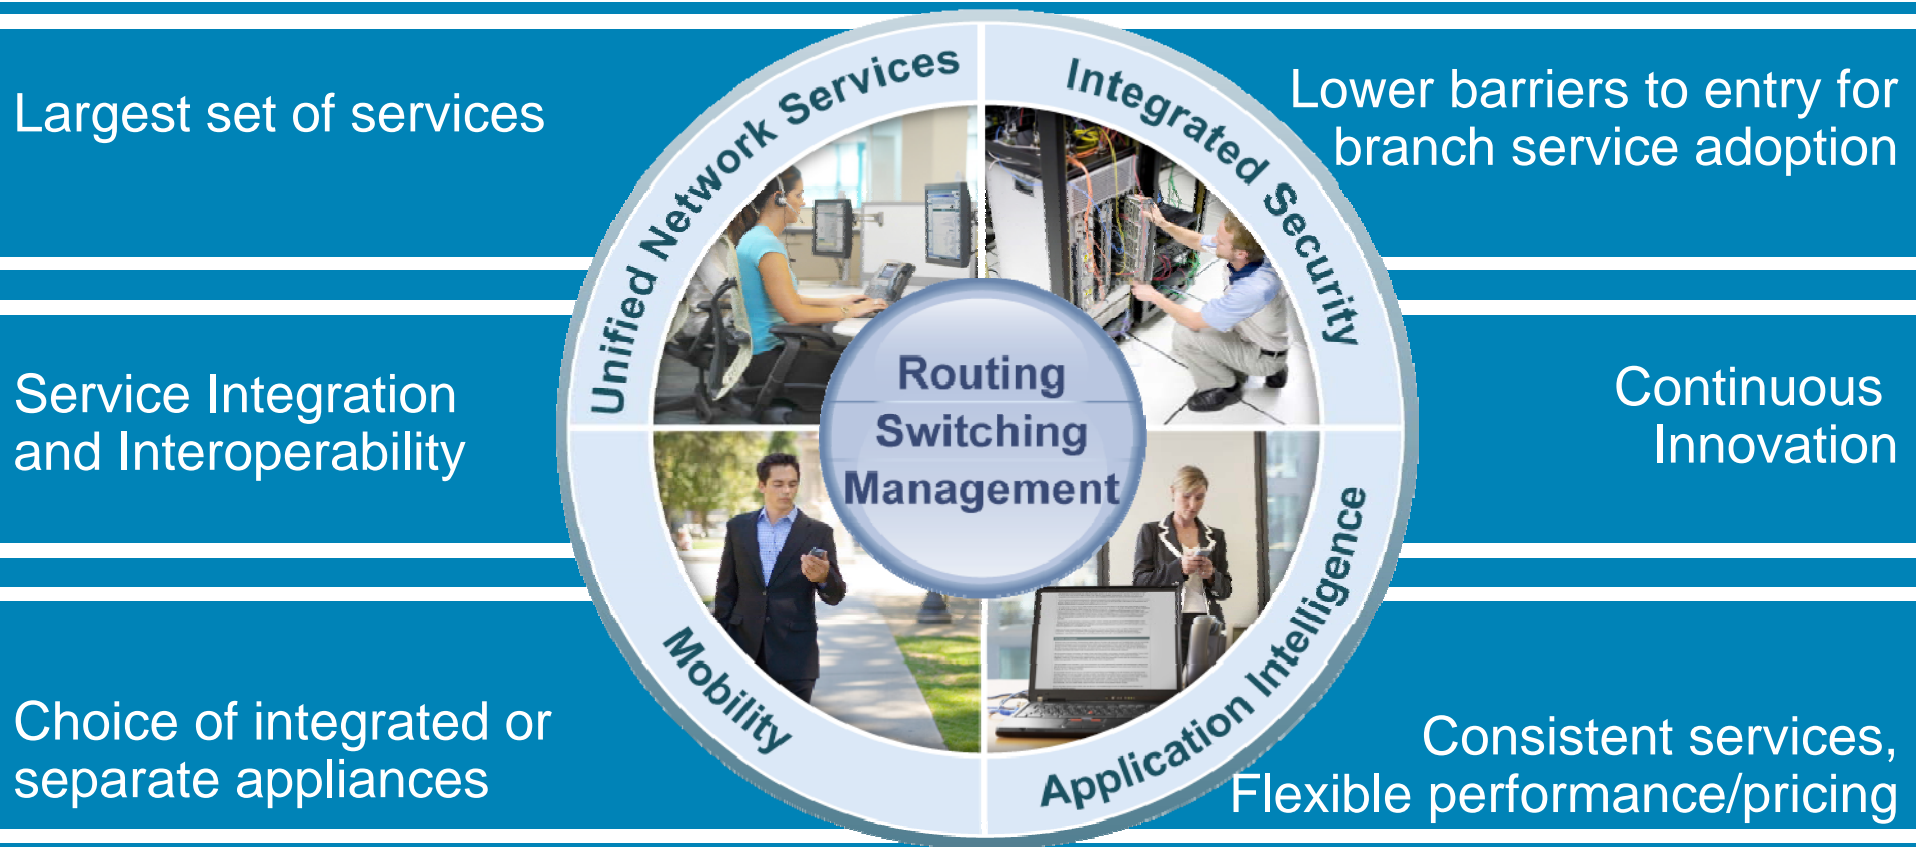 Largest set of services
Service Integration
and Interoperability
Choice of integrated or
separate appliances
Unified Network Services
Integrated Security
Mobility
Application Intelligence
Routing
Switching
Management
Lower barriers to entry for
branch service adoption
Continuous
Innovation
Consistent services,
Flexible performance/pricing